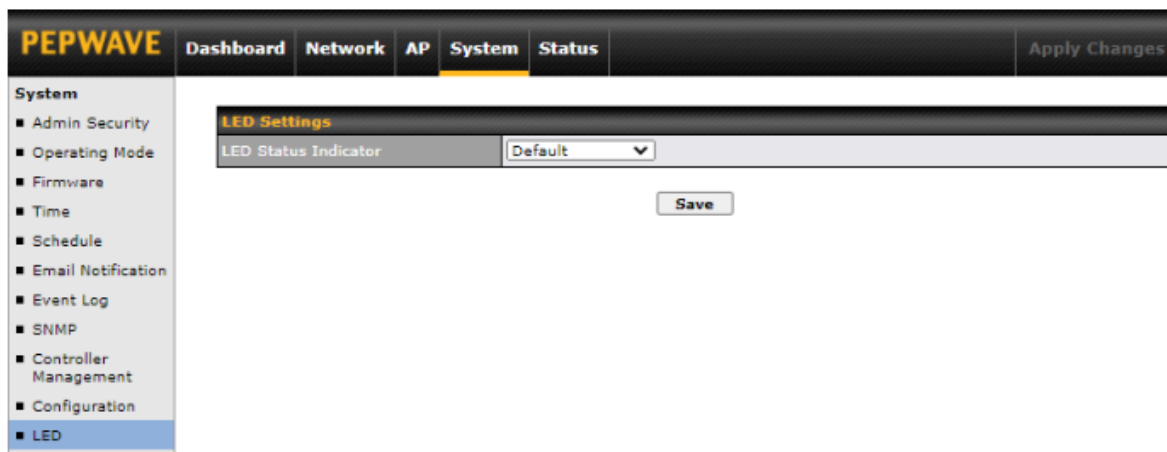 PEPWAVE Dashboard Network AP System Status Apply Changes
System
Admin Security
Operating Mode
Firmware
Time
Schedule
Email Notification
Event Log
SNMP
Controller
Management
Configuration
LED
LED Settings
LED Status Indicator Default
Save